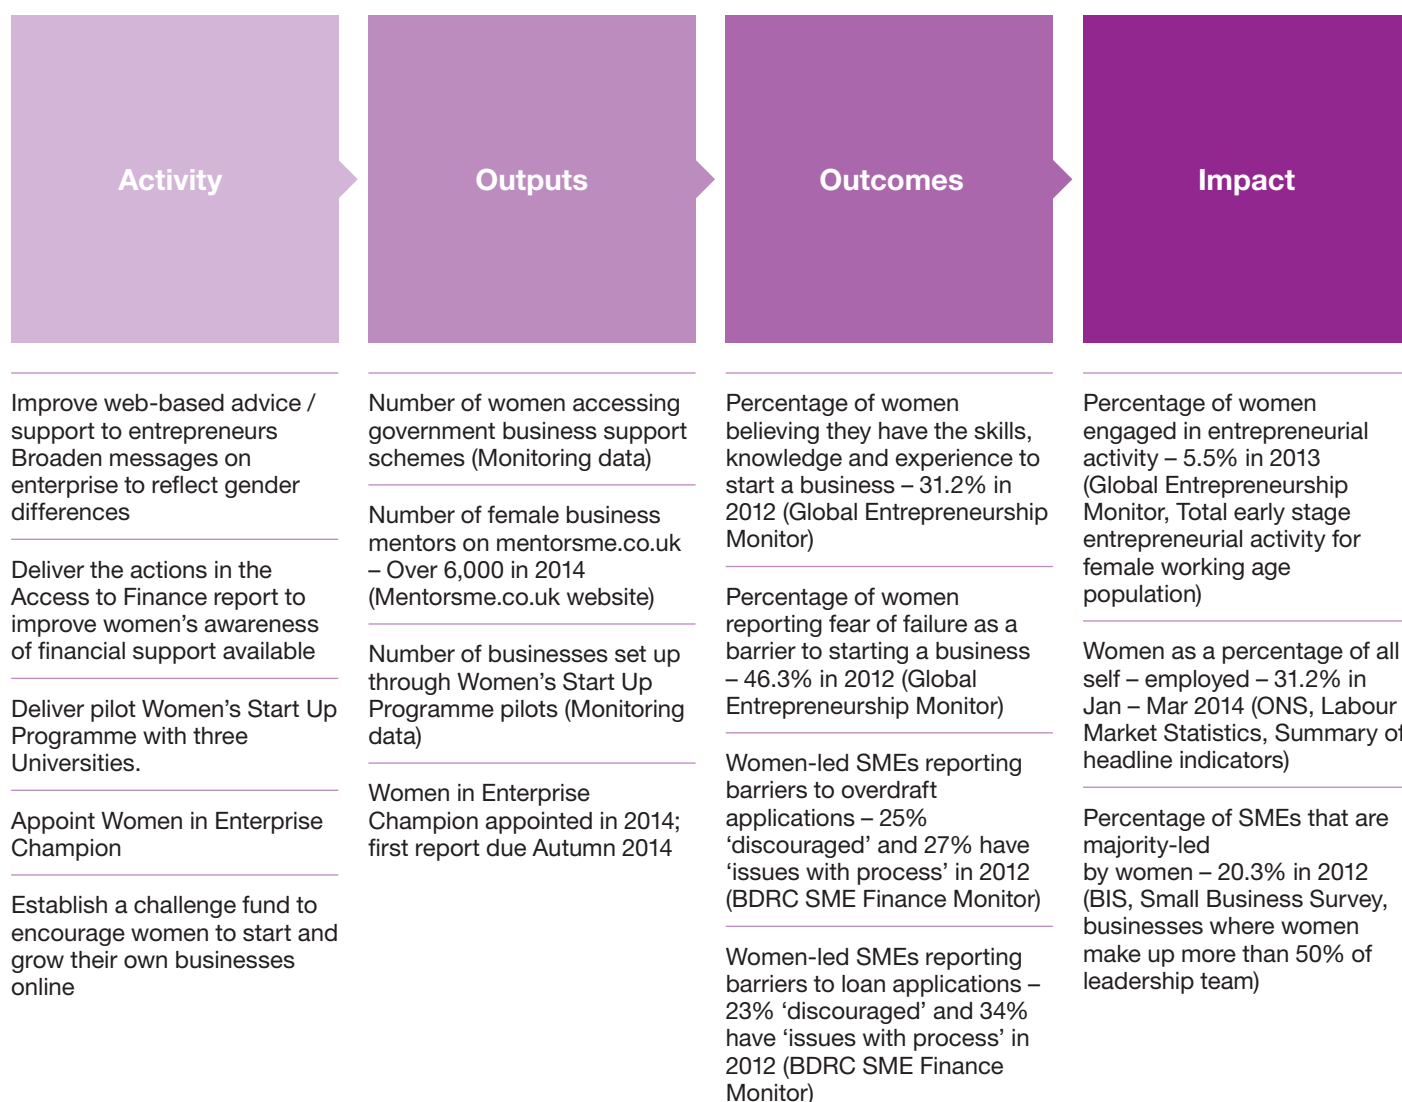 Activity
Outputs
Outcomes
Impact
Improve web-based advice /
support to entrepreneurs
Broaden messages on
enterprise to reflect gender
differences
Deliver the actions in the
Access to Finance report to
improve women’s awareness
of financial support available
Deliver pilot Women’s Start Up
Programme with three
Universities.
Appoint Women in Enterprise
Champion
Establish a challenge fund to
encourage women to start and
grow their own businesses
online
Number of women accessing
government business support
schemes (Monitoring data)
Number of female business
mentors on mentorsme.co.uk
– Over 6,000 in 2014
(Mentorsme.co.uk website)
Number of businesses set up
through Women’s Start Up
Programme pilots (Monitoring
data)
Women in Enterprise
Champion appointed in 2014;
first report due Autumn 2014
Percentage of women
believing they have the skills,
knowledge and experience to
start a business – 31.2% in
2012 (Global Entrepreneurship
Monitor)
Percentage of women
reporting fear of failure as a
barrier to starting a business
– 46.3% in 2012 (Global
Entrepreneurship Monitor)
Women-led SMEs reporting
barriers to overdraft
applications – 25%
‘discouraged’ and 27% have
‘issues with process’ in 2012
(BDRC SME Finance Monitor)
Women-led SMEs reporting
barriers to loan applications –
23% ‘discouraged’ and 34%
have ‘issues with process’ in
2012 (BDRC SME Finance
Monitor)
Percentage of women
engaged in entrepreneurial
activity – 5.5% in 2013
(Global Entrepreneurship
Monitor, Total early stage
entrepreneurial activity for
female working age
population)
Women as a percentage of all
self – employed – 31.2% in
Jan – Mar 2014 (ONS, Labour
Market Statistics, Summary of
headline indicators)
Percentage of SMEs that are
majority-led
by women – 20.3% in 2012
(BIS, Small Business Survey,
businesses where women
make up more than 50% of
leadership team)